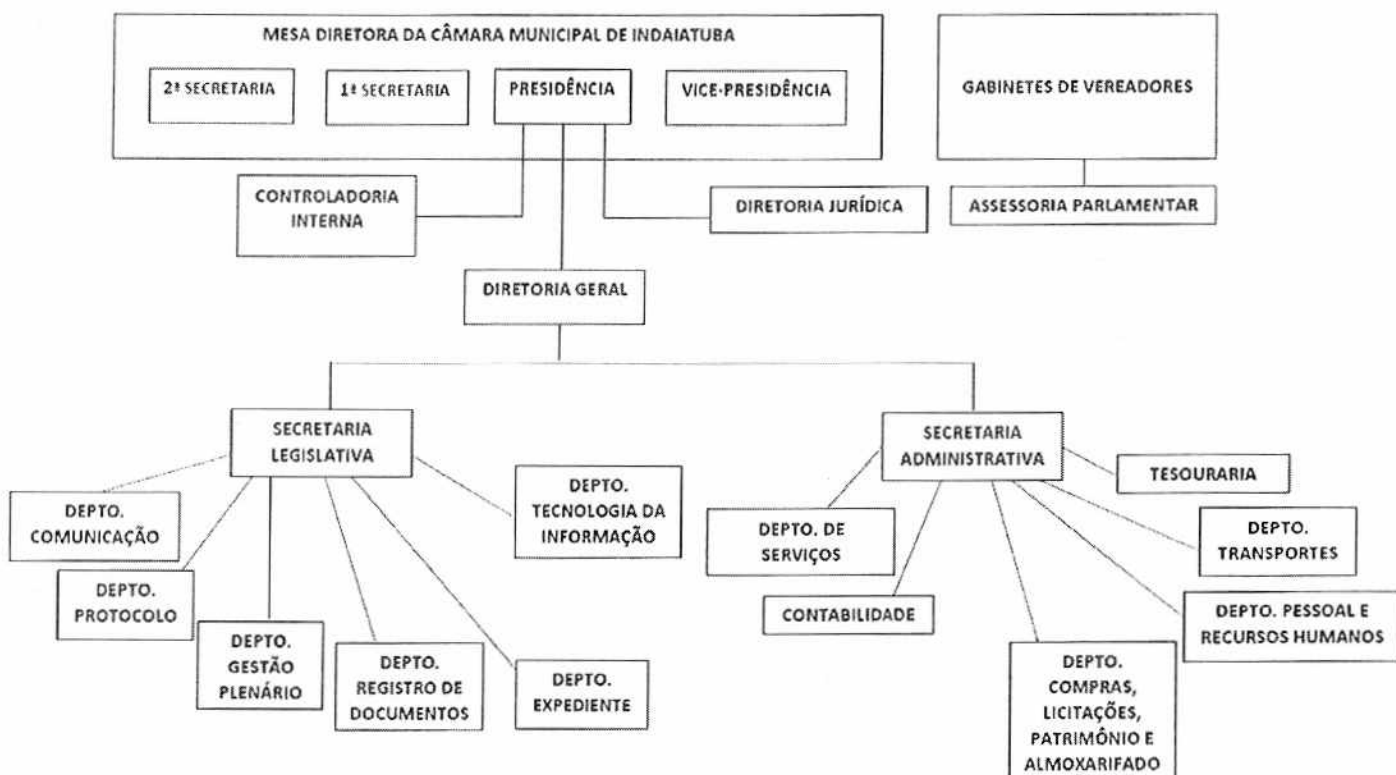 MESA DIRETORA DA CÂMARA MUNICIPAL DE INDAIATUBA
2ª SECRETARIA
1ª SECRETARIA
PRESIDÊNCIA
VICE-PRESIDÊNCIA
GABINETES DE VEREADORES
CONTROLADORIA
INTERNA
DIRETORIA JURÍDICA
ASSESSORIA PARLAMENTAR
DIRETORIA GERAL
SECRETARIA
LEGISLATIVA
SECRETARIA
ADMINISTRATIVA
DEPTO.
COMUNICAÇÃO
DEPTO.
PROTOCOLO
DEPTO.
GESTÃO
PLENÁRIO
DEPTO.
REGISTRO DE
DOCUMENTOS
DEPTO.
EXPEDIENTE
DEPTO.
TECNOLOGIA DA
INFORMAÇÃO
DEPTO. DE
SERVIÇOS
CONTABILIDADE
DEPTO.
COMPRAS,
LICITAÇÕES,
PATRIMÔNIO E
ALMOXARIFADO
DEPTO. PESSOAL E
RECURSOS HUMANOS
DEPTO.
TRANSPORTES
TESOURARIA